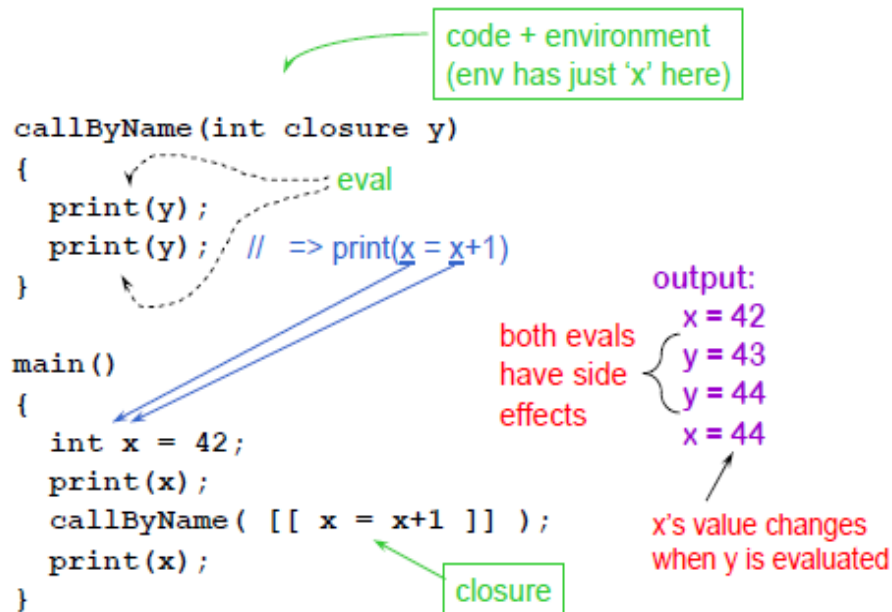 code + environment
(env has just ‘x’ here)
callByName(int closure y)
{
eval
print(y);
print(y); // => print(x = x+1)
}
output:
x = 42
y = 43
y = 44
x = 44
both evals
have side
effects
main()
{
int x = 42;
print(x);
callByName( [[ x = x+1 ]] );
print(x);
}
x’s value changes
when y is evaluated
closure